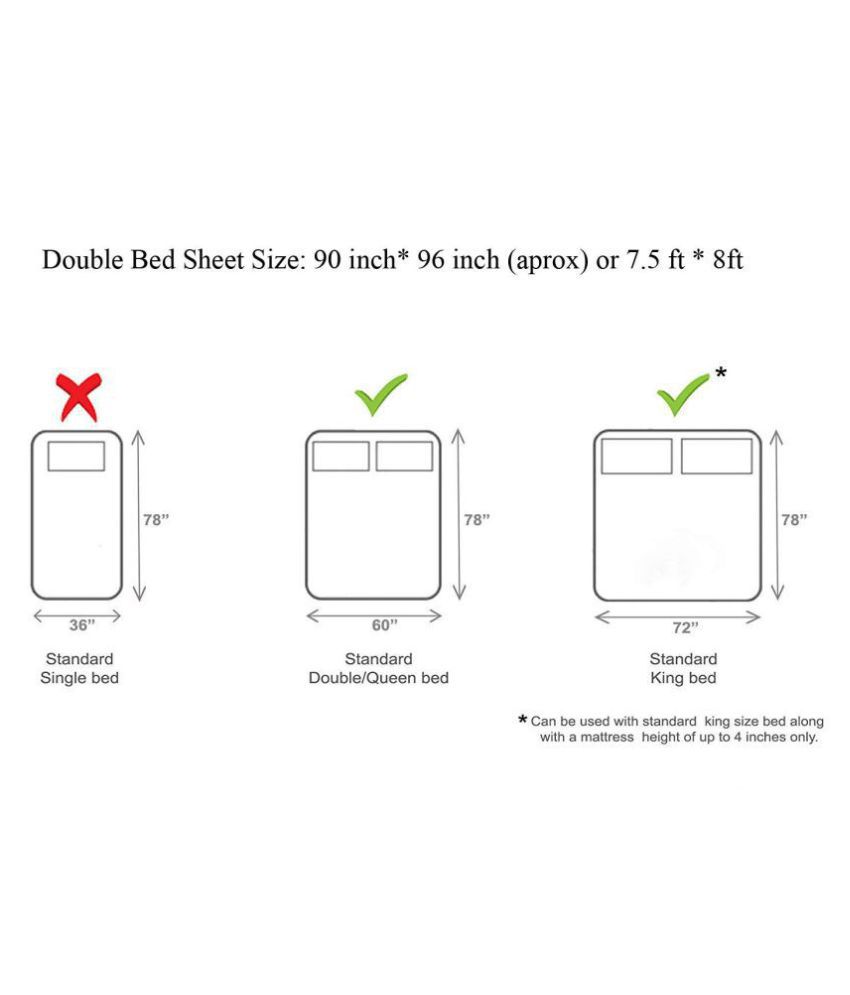 Double Bed Sheet Size: 90 inch* 96 inch (aprox) or 7.5 ft * 8ft
*
78”
78”
78”
36”
60”
72”
Standard
Single bed
Standard
Double/Queen bed
Standard
King bed
* Can be used with standard king size bed along
with a mattress height of up to 4 inches only.